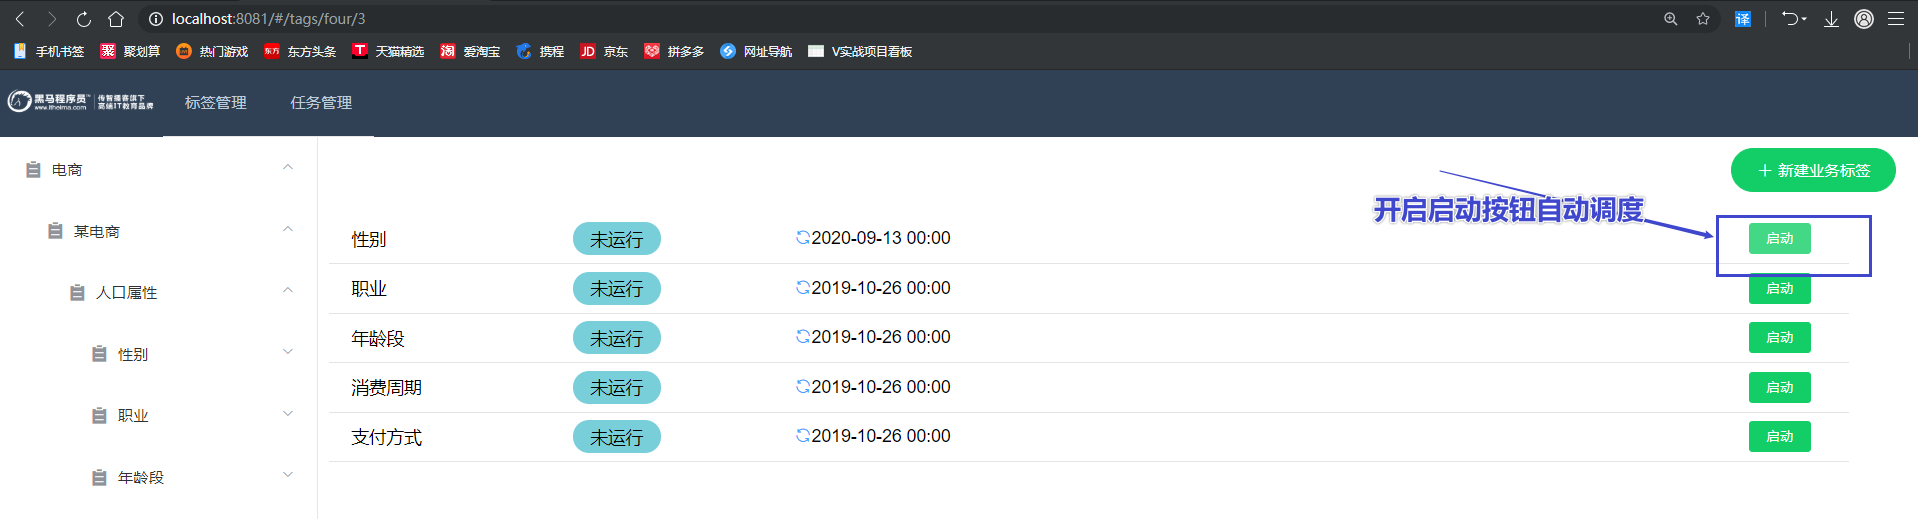 localhost:8081/#/tags/four/3
译
手机书签 聚 聚划算 热门游戏 东方 东方头条 T 天猫精选 淘 爱淘宝 携程 JD 京东 拼多多 网址导航 V实战项目看板
黑马程序员 www.itheima.com 传智播客旗下 高端IT教育品牌 标签管理 任务管理
电商
某电商
人口属性
性别
职业
年龄段
+ 新建业务标签
开启启动按钮自动调度
性别 未运行 2020-09-13 00:00 启动
职业 未运行 2019-10-26 00:00 启动
年龄段 未运行 2019-10-26 00:00 启动
消费周期 未运行 2019-10-26 00:00 启动
支付方式 未运行 2019-10-26 00:00 启动